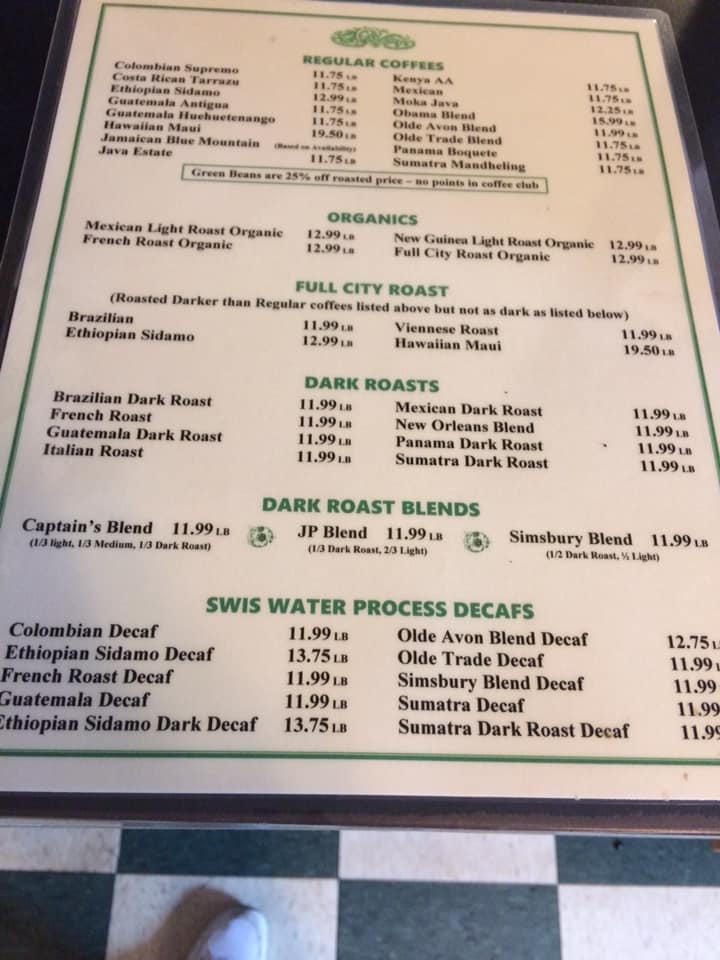 REGULAR COFFEES
Colombian Supremo 11.75 LB Kenya AA 11.75 LB
Costa Rican Tarrazu 11.75 LB Mexican 11.75 LB
Ethiopian Sidamo 12.99 LB Moka Java 12.25 LB
Guatemala Antigua 11.75 LB Obama Blend 15.99 LB
Guatemala Huehuetenango 11.75 LB Olde Avon Blend 11.99 LB
Hawaiian Maui 19.50 LB Olde Trade Blend 11.75 LB
Jamaican Blue Mountain (Based on Availability) Panama Boquete 11.75 LB
Java Estate 11.75 LB Sumatra Mandheling 11.75 LB
Green Beans are 25% off roasted price – no points in coffee club
ORGANICS
Mexican Light Roast Organic 12.99 LB New Guinea Light Roast Organic 12.99 LB
French Roast Organic 12.99 LB Full City Roast Organic 12.99 LB
FULL CITY ROAST
(Roasted Darker than Regular coffees listed above but not as dark as listed below)
Brazilian 11.99 LB Viennese Roast 11.99 LB
Ethiopian Sidamo 12.99 LB Hawaiian Maui 19.50 LB
DARK ROASTS
Brazilian Dark Roast 11.99 LB Mexican Dark Roast 11.99 LB
French Roast 11.99 LB New Orleans Blend 11.99 LB
Guatemala Dark Roast 11.99 LB Panama Dark Roast 11.99 LB
Italian Roast 11.99 LB Sumatra Dark Roast 11.99 LB
DARK ROAST BLENDS
Captain's Blend 11.99 LB JP Blend 11.99 LB Simsbury Blend 11.99 LB
(1/3 light, 1/3 Medium, 1/3 Dark Roast) (1/3 Dark Roast, 2/3 Light) (1/2 Dark Roast, ½ Light)
SWIS WATER PROCESS DECAFS
Colombian Decaf 11.99 LB Olde Avon Blend Decaf 12.75 L
Ethiopian Sidamo Decaf 13.75 LB Olde Trade Decaf 11.99 L
French Roast Decaf 11.99 LB Simsbury Blend Decaf 11.99
Guatemala Decaf 11.99 LB Sumatra Decaf 11.99
Ethiopian Sidamo Dark Decaf 13.75 LB Sumatra Dark Roast Decaf 11.99